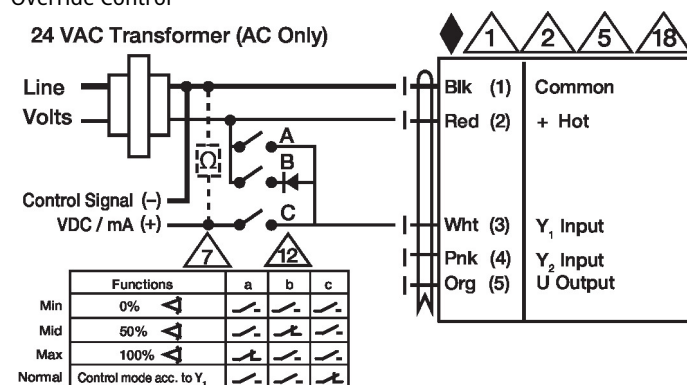 Override Control
24 VAC Transformer (AC Only)
1 2 5 18
Line
Volts
Blk (1) Common
Red (2) + Hot
A
B
C
Ω
Control Signal (–)
VDC / mA (+)
Wht (3) Y1 Input
Pnk (4) Y2 Input
Org (5) U Output
7 12
Functions a b c
Min 0%
Mid 50%
Max 100%
Normal Control mode acc. to Y1